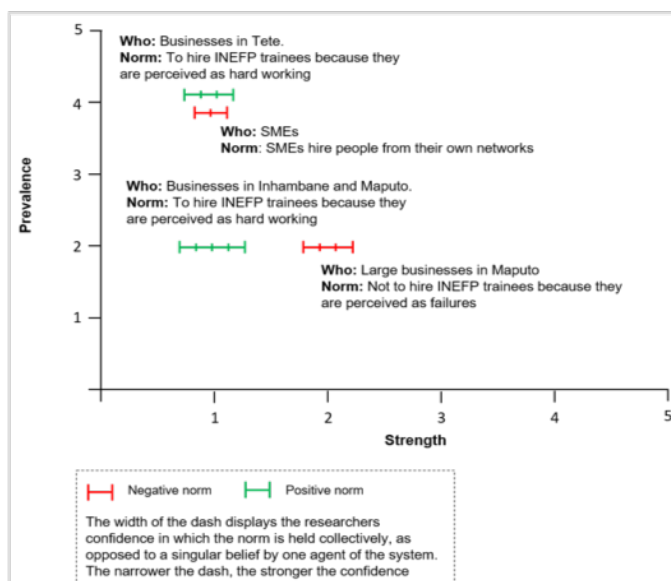 5
Who: Businesses in Tete.
Norm: To hire INEFP trainees because they
are perceived as hard working
4
Who: SMEs
Norm: SMEs hire people from their own networks
3
Who: Businesses in Inhambane and Maputo.
Norm: To hire INEFP trainees because they
are perceived as hard working
Prevalence
2
Who: Large businesses in Maputo
Norm: Not to hire INEFP trainees because they
are perceived as failures
1
1 2 3 4 5
Strength
Negative norm Positive norm
The width of the dash displays the researchers
confidence in which the norm is held collectively, as
opposed to a singular belief by one agent of the system.
The narrower the dash, the stronger the confidence